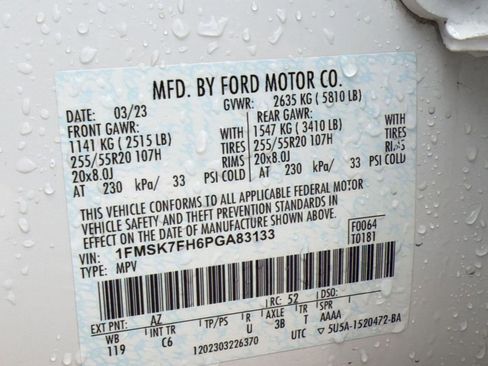 MFD. BY FORD MOTOR CO.
DATE: 03/23 GVWR: 2635 KG ( 5810 LB)
FRONT GAWR: REAR GAWR:
1141 KG ( 2515 LB) WITH 1547 KG ( 3410 LB) WITH
255/55R20 107H TIRES 255/55R20 107H TIRES
20x8.0J RIMS 20x8.0J RIMS
AT 230 kPa/ 33 PSI COLD AT 230 kPa/ 33 PSI COLD
THIS VEHICLE CONFORMS TO ALL APPLICABLE FEDERAL MOTOR
VEHICLE SAFETY AND THEFT PREVENTION STANDARDS IN
EFFECT ON THE DATE OF MANUFACTURE SHOWN ABOVE.
VIN: 1FMSK7FH6PGA83133 F0064
TYPE: MPV T0181
EXT PNT: AZ RC: 52
WB INT TR TP/PS R AXLE TR SPR
119 C6 U 3B T AAAA
1202303226370 UTC 5U5A-1520472-BA